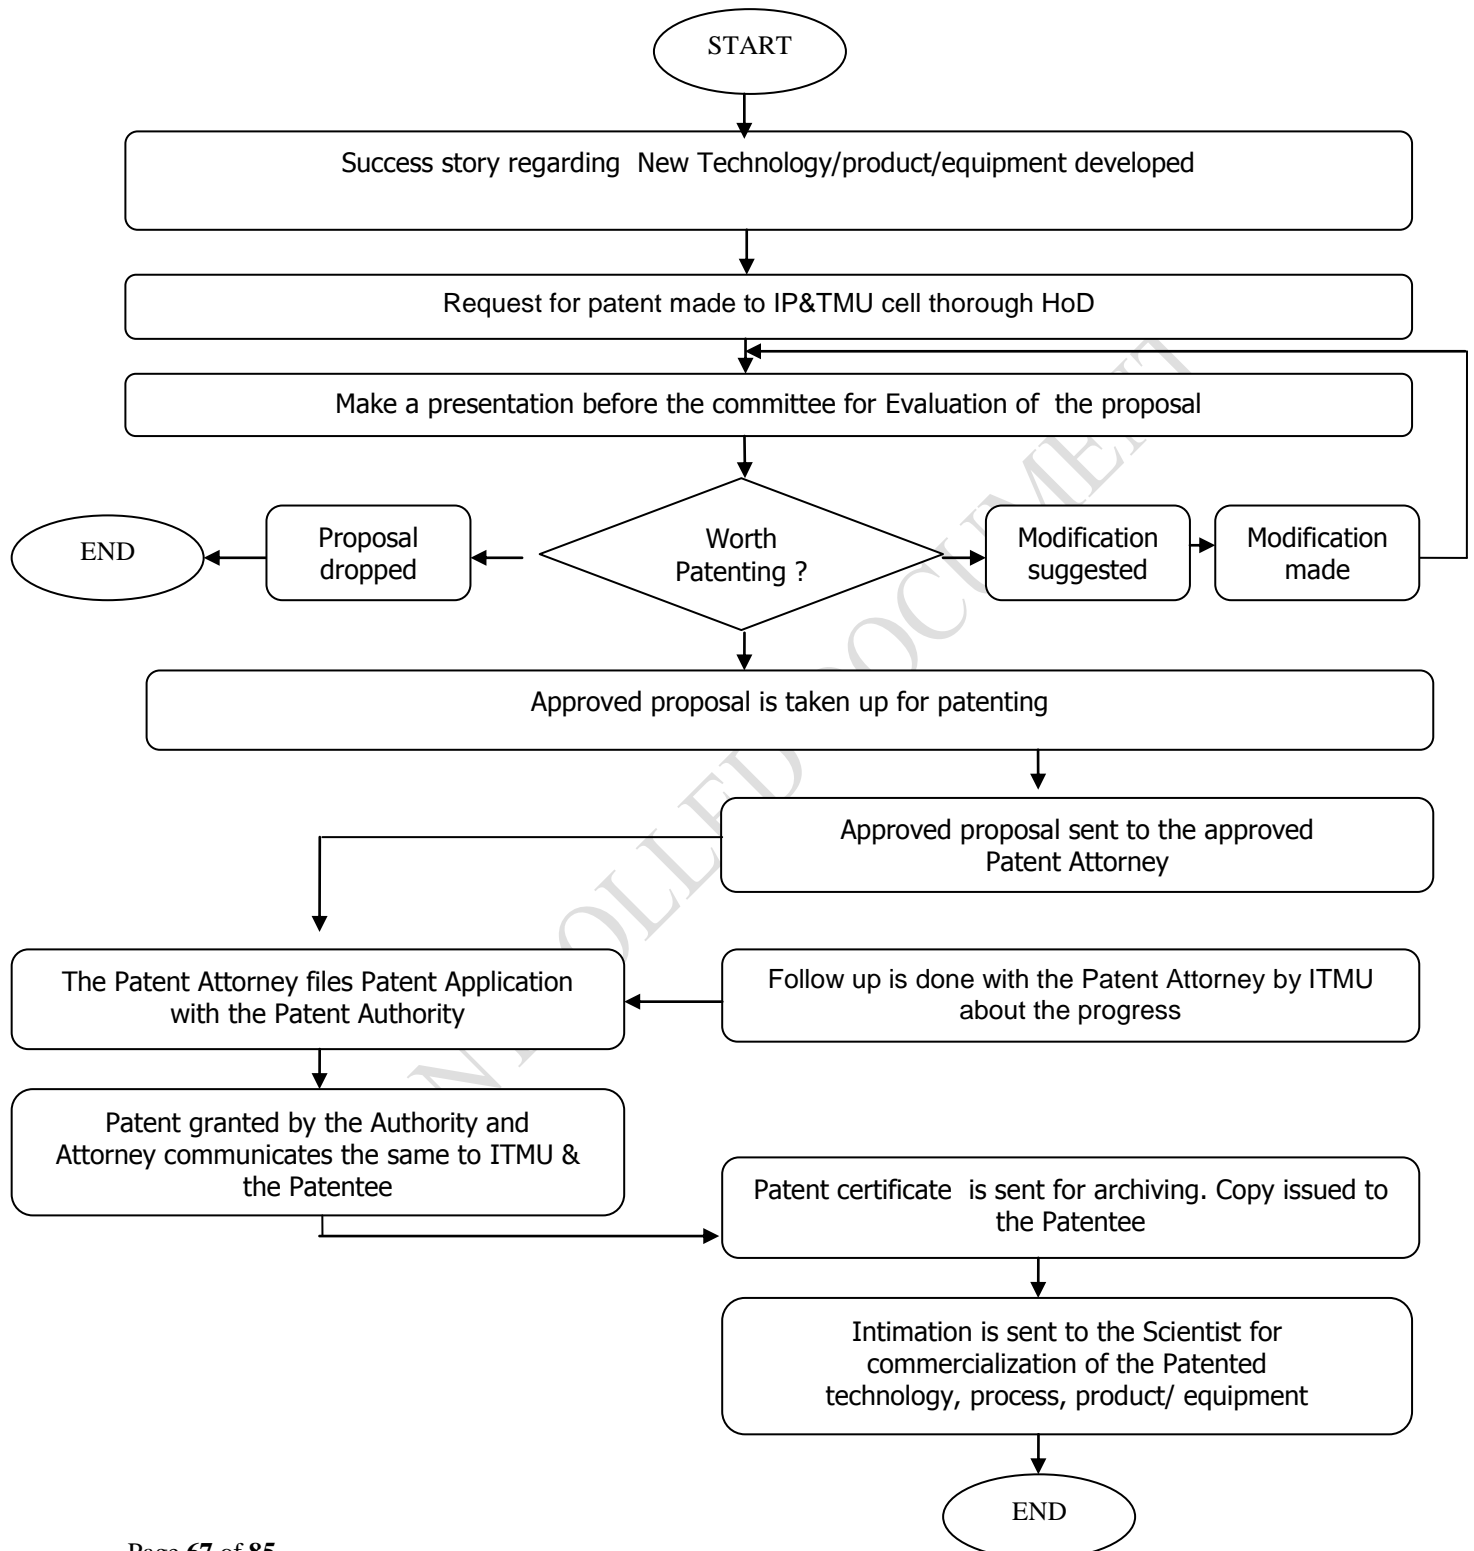 START
Success story regarding New Technology/product/equipment developed
Request for patent made to IP&TMU cell thorough HoD
Make a presentation before the committee for Evaluation of the proposal
END
Proposal
dropped
Worth
Patenting ?
Modification
suggested
Modification
made
Approved proposal is taken up for patenting
Approved proposal sent to the approved
Patent Attorney
The Patent Attorney files Patent Application
with the Patent Authority
Follow up is done with the Patent Attorney by ITMU
about the progress
Patent granted by the Authority and
Attorney communicates the same to ITMU &
the Patentee
Patent certificate is sent for archiving. Copy issued to
the Patentee
Intimation is sent to the Scientist for
commercialization of the Patented
technology, process, product/ equipment
END
Page 67 of 85